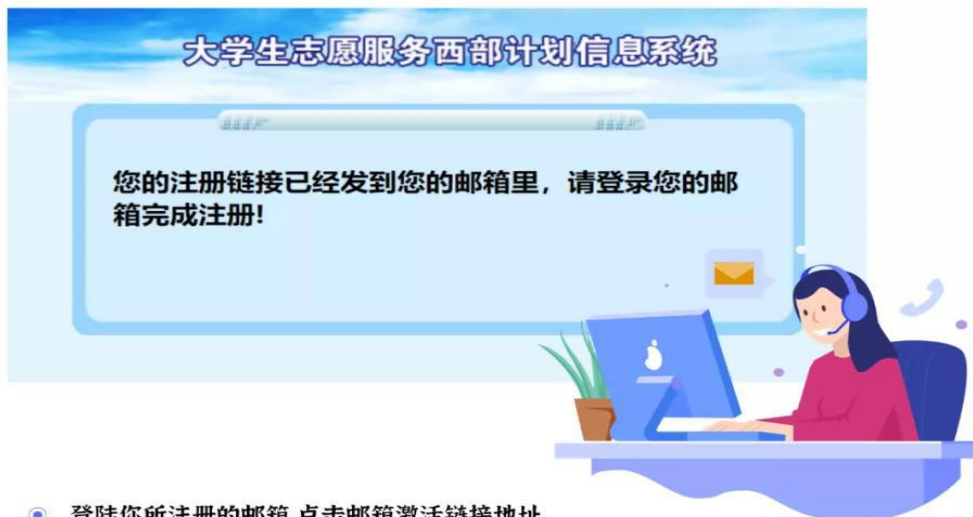 大学生志愿服务西部计划信息系统
您的注册链接已经发到您的邮箱里，请登录您的邮
箱完成注册!
登陆你所注册的邮箱,点击邮箱激活链接地址